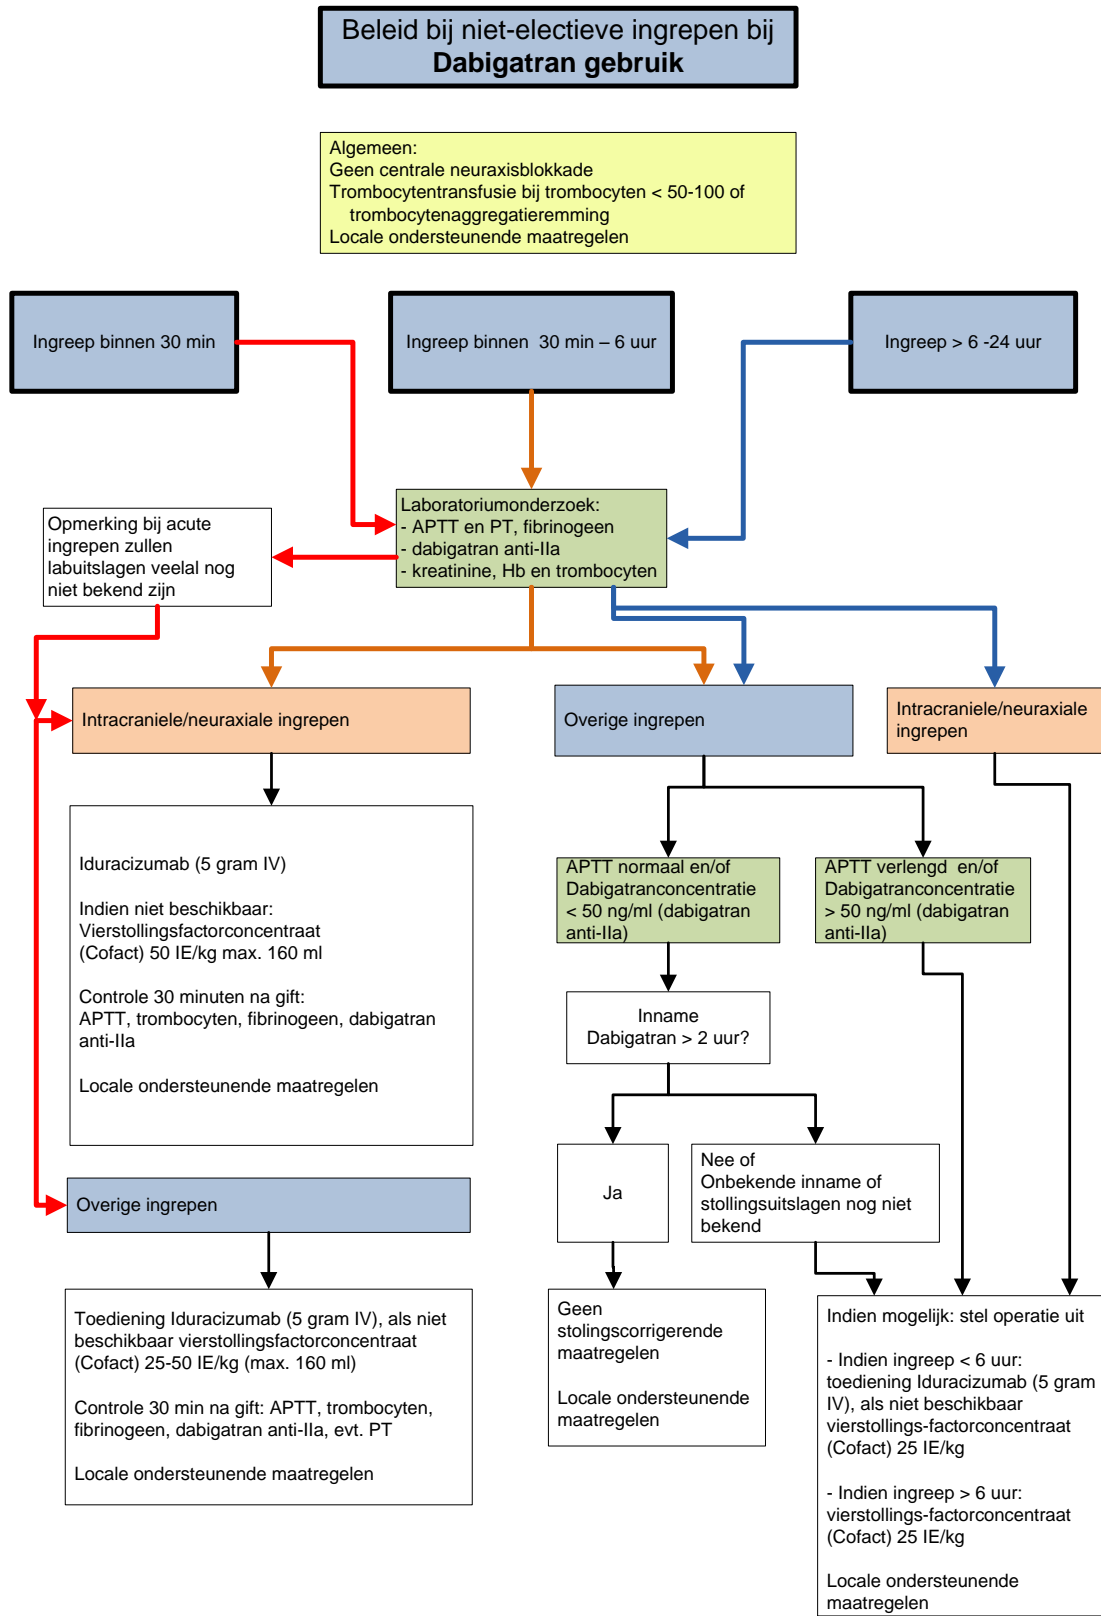 Beleid bij niet-electieve ingrepen bij
Dabigatran gebruik
Algemeen:
Geen centrale neuraxisblokkade
Trombocytentransfusie bij trombocyten < 50-100 of
trombocytenaggregatieremming
Locale ondersteunende maatregelen
Ingreep binnen 30 min
Ingreep binnen 30 min – 6 uur
Ingreep > 6 -24 uur
Laboratoriumonderzoek:
- APTT en PT, fibrinogeen
- dabigatran anti-IIa
- kreatinine, Hb en trombocyten
Opmerking bij acute
ingrepen zullen
labuitslagen veelal nog
niet bekend zijn
Intracraniele/neuraxiale ingrepen
Overige ingrepen
Intracraniele/neuraxiale
ingrepen
Iduracizumab (5 gram IV)
Indien niet beschikbaar:
Vierstollingsfactorconcentraat
(Cofact) 50 IE/kg max. 160 ml
Controle 30 minuten na gift:
APTT, trombocyten, fibrinogeen, dabigatran
anti-IIa
Locale ondersteunende maatregelen
APTT normaal en/of
Dabigatranconcentratie
< 50 ng/ml (dabigatran
anti-IIa)
APTT verlengd en/of
Dabigatranconcentratie
> 50 ng/ml (dabigatran
anti-IIa)
Inname
Dabigatran > 2 uur?
Ja
Nee of
Onbekende inname of
stollingsuitslagen nog niet
bekend
Overige ingrepen
Toediening Iduracizumab (5 gram IV), als niet
beschikbaar vierstollingsfactorconcentraat
(Cofact) 25-50 IE/kg (max. 160 ml)
Controle 30 min na gift: APTT, trombocyten,
fibrinogeen, dabigatran anti-IIa, evt. PT
Locale ondersteunende maatregelen
Geen
stolingscorrigerende
maatregelen
Locale ondersteunende
maatregelen
Indien mogelijk: stel operatie uit
- Indien ingreep < 6 uur:
toediening Iduracizumab (5 gram
IV), als niet beschikbaar
vierstollings-factorconcentraat
(Cofact) 25 IE/kg
- Indien ingreep > 6 uur:
vierstollings-factorconcentraat
(Cofact) 25 IE/kg
Locale ondersteunende
maatregelen